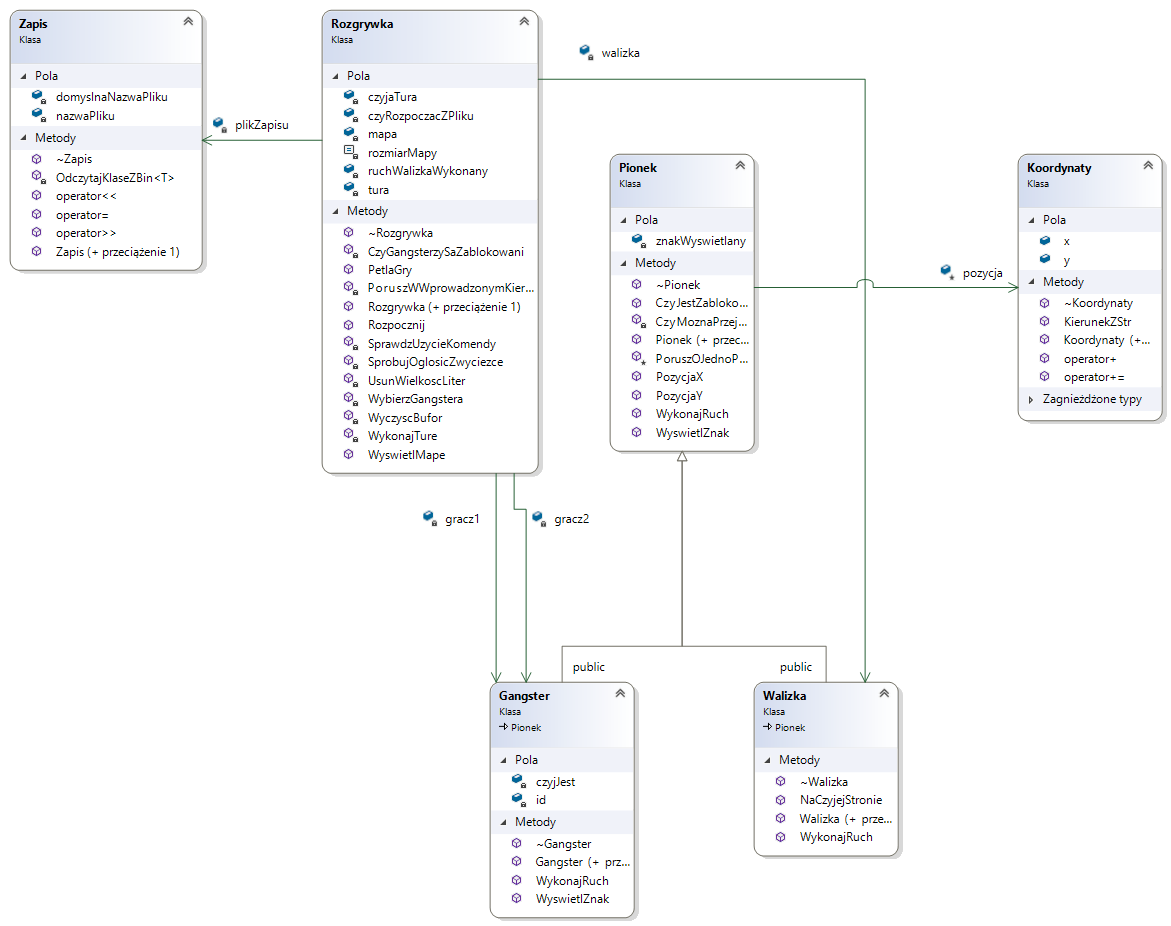 Zapis
Klasa
Pola
domyslnaNazwaPliku
nazwaPliku
Metody
~Zapis
OdczytajKlaseZBin<T>
operator<<
operator=
operator>>
Zapis (+ przeciążenie 1)
plikZapisu
Rozgrywka
Klasa
Pola
czyjaTura
czyRozpoczacZPliku
mapa
rozmiarMapy
ruchWalizkaWykonany
tura
Metody
~Rozgrywka
CzyGangsterzySaZablokowani
PetlaGry
PoruszWWprowadzonymKier...
Rozgrywka (+ przeciążenie 1)
Rozpocznij
SprawdzUzycieKomendy
SprobujOglosicZwyciezce
UsunWielkoscLiter
WybierzGangstera
WyczyscBufor
WykonajTure
WyswietlMape
walizka
Pionek
Klasa
Pola
znakWyswietlany
Metody
~Pionek
CzyJestZabloko...
CzyMoznaPrzej...
Pionek (+ przec...
PoruszOJednoP...
PozycjaX
PozycjaY
WykonajRuch
WyswietlZnak
pozycja
Koordynaty
Klasa
Pola
x
y
Metody
~Koordynaty
KierunekZStr
Koordynaty (+...
operator+
operator+=
Zagnieżdżone typy
gracz1
gracz2
public
public
Gangster
Klasa
Pionek
Pola
czyjJest
id
Metody
~Gangster
Gangster (+ prz...
WykonajRuch
WyswietlZnak
Walizka
Klasa
Pionek
Metody
~Walizka
NaCzyjejStronie
Walizka (+ prze...
WykonajRuch